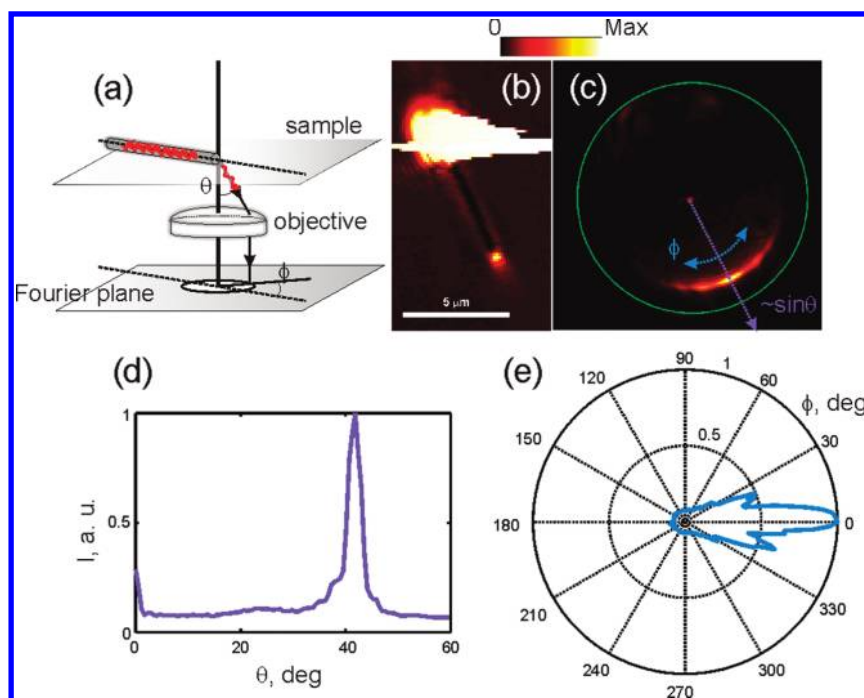 0 Max
(a)
sample
θ
objective
ϕ
Fourier plane
(b)
5 µm
(c)
ϕ
~sinθ
(d)
1
0.5
0
0 20 40 60
I, a. u.
θ, deg
(e)
90
1
120
60
ϕ, deg
150
0.5
30
180
0
210
330
240
300
270